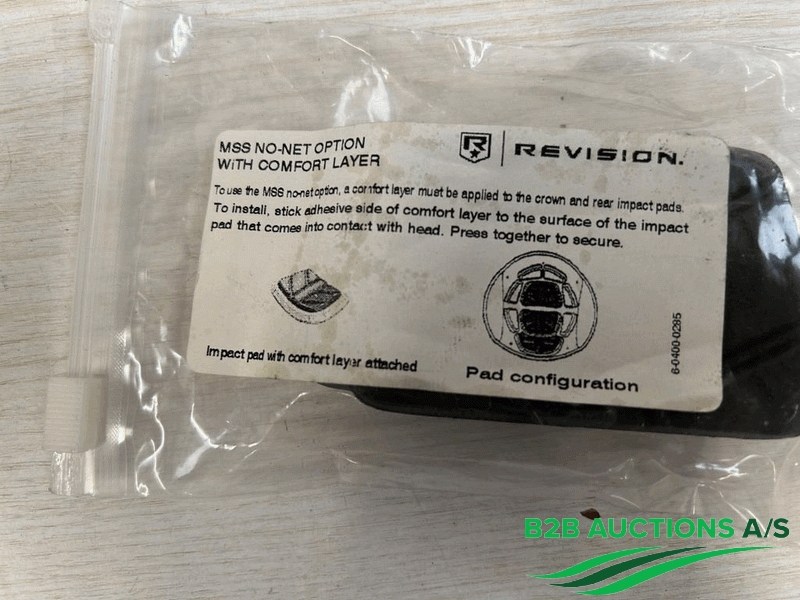 MSS NO-NET OPTION
WITH COMFORT LAYER
R
REVISION.
To use the MSS no-net option, a comfort layer must be applied to the crown and rear impact pads.
To install, stick adhesive side of comfort layer to the surface of the impact
pad that comes into contact with head. Press together to secure.
Impact pad with comfort layer attached
Pad configuration
6-0400-0295
B2B AUCTIONS A/S